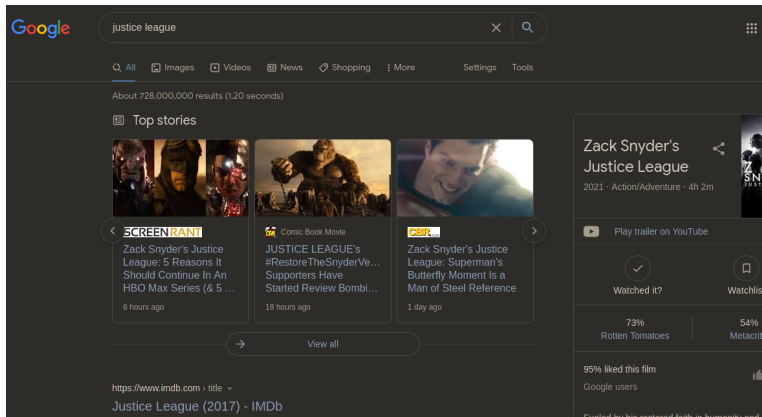 Google
justice league
All
Images
Videos
News
Shopping
More
Settings
Tools
About 728,000,000 results (1.20 seconds)
Top stories
SCREENRANT
Zack Snyder's Justice
League: 5 Reasons It
Should Continue In An
HBO Max Series (& 5 ...
6 hours ago
Comic Book Movie
JUSTICE LEAGUE's
#RestoreTheSnyderVe...
Supporters Have
Started Review Bombi...
18 hours ago
CBR
Zack Snyder's Justice
League: Superman's
Butterfly Moment Is a
Man of Steel Reference
1 day ago
View all
https://www.imdb.com › title
Justice League (2017) - IMDb
Zack Snyder's
Justice League
2021 · Action/Adventure · 4h 2m
Play trailer on YouTube
Watched it?
Watchlis
73%
Rotten Tomatoes
54%
Metacrit
95% liked this film
Google users